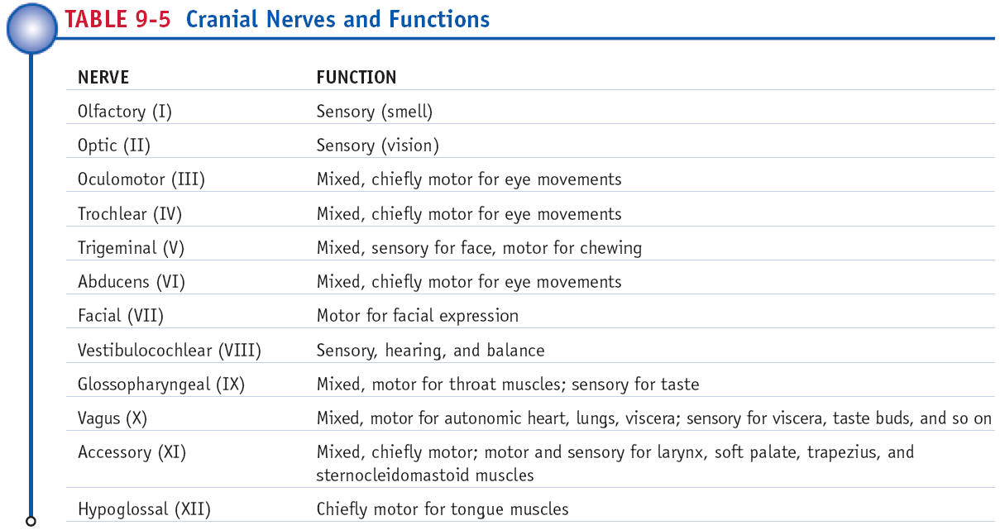 TABLE 9-5 Cranial Nerves and Functions
NERVE FUNCTION
Olfactory (I) Sensory (smell)
Optic (II) Sensory (vision)
Oculomotor (III) Mixed, chiefly motor for eye movements
Trochlear (IV) Mixed, chiefly motor for eye movements
Trigeminal (V) Mixed, sensory for face, motor for chewing
Abducens (VI) Mixed, chiefly motor for eye movements
Facial (VII) Motor for facial expression
Vestibulocochlear (VIII) Sensory, hearing, and balance
Glossopharyngeal (IX) Mixed, motor for throat muscles; sensory for taste
Vagus (X) Mixed, motor for autonomic heart, lungs, viscera; sensory for viscera, taste buds, and so on
Accessory (XI) Mixed, chiefly motor; motor and sensory for larynx, soft palate, trapezius, and
sternocleidomastoid muscles
Hypoglossal (XII) Chiefly motor for tongue muscles